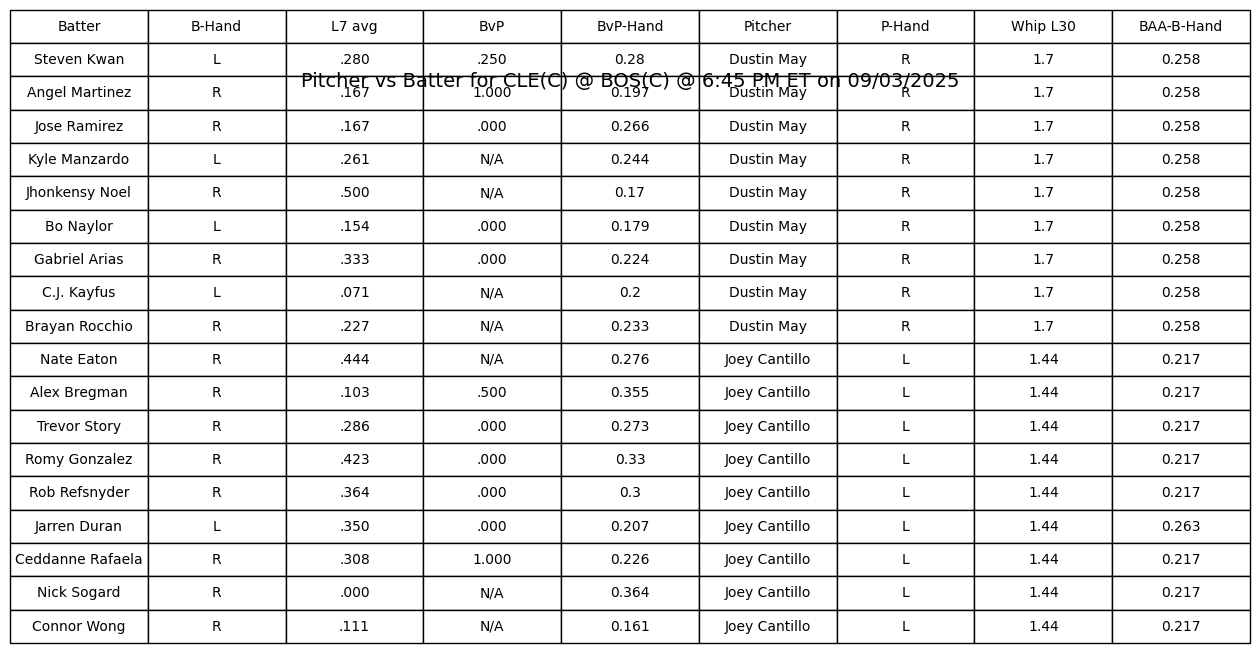 Batter B-Hand L7 avg BvP BvP-Hand Pitcher P-Hand Whip L30 BAA-B-Hand
Steven Kwan L .280 .250 0.28 Dustin May R 1.7 0.258
Pitcher vs Batter for CLE(C) @ BOS(C) @ 6:45 PM ET on 09/03/2025
Angel Martinez R .167 1.000 0.197 Dustin May R 1.7 0.258
Jose Ramirez R .167 .000 0.266 Dustin May R 1.7 0.258
Kyle Manzardo L .261 N/A 0.244 Dustin May R 1.7 0.258
Jhonkensy Noel R .500 N/A 0.17 Dustin May R 1.7 0.258
Bo Naylor L .154 .000 0.179 Dustin May R 1.7 0.258
Gabriel Arias R .333 .000 0.224 Dustin May R 1.7 0.258
C.J. Kayfus L .071 N/A 0.2 Dustin May R 1.7 0.258
Brayan Rocchio R .227 N/A 0.233 Dustin May R 1.7 0.258
Nate Eaton R .444 N/A 0.276 Joey Cantillo L 1.44 0.217
Alex Bregman R .103 .500 0.355 Joey Cantillo L 1.44 0.217
Trevor Story R .286 .000 0.273 Joey Cantillo L 1.44 0.217
Romy Gonzalez R .423 .000 0.33 Joey Cantillo L 1.44 0.217
Rob Refsnyder R .364 .000 0.3 Joey Cantillo L 1.44 0.217
Jarren Duran L .350 .000 0.207 Joey Cantillo L 1.44 0.263
Ceddanne Rafaela R .308 1.000 0.226 Joey Cantillo L 1.44 0.217
Nick Sogard R .000 N/A 0.364 Joey Cantillo L 1.44 0.217
Connor Wong R .111 N/A 0.161 Joey Cantillo L 1.44 0.217